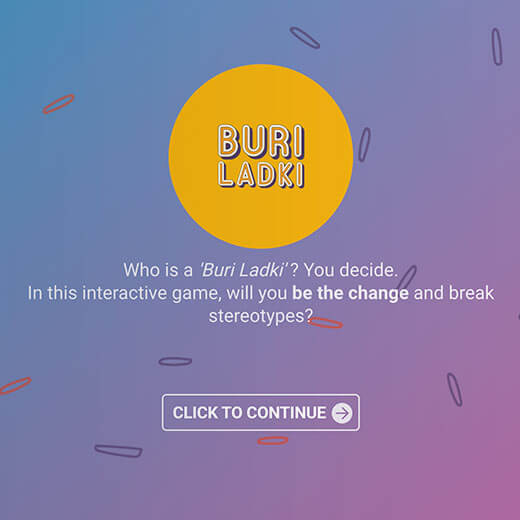 BURI
LADKI
Who is a 'Buri Ladki'? You decide.
In this interactive game, will you be the change and break
stereotypes?
CLICK TO CONTINUE